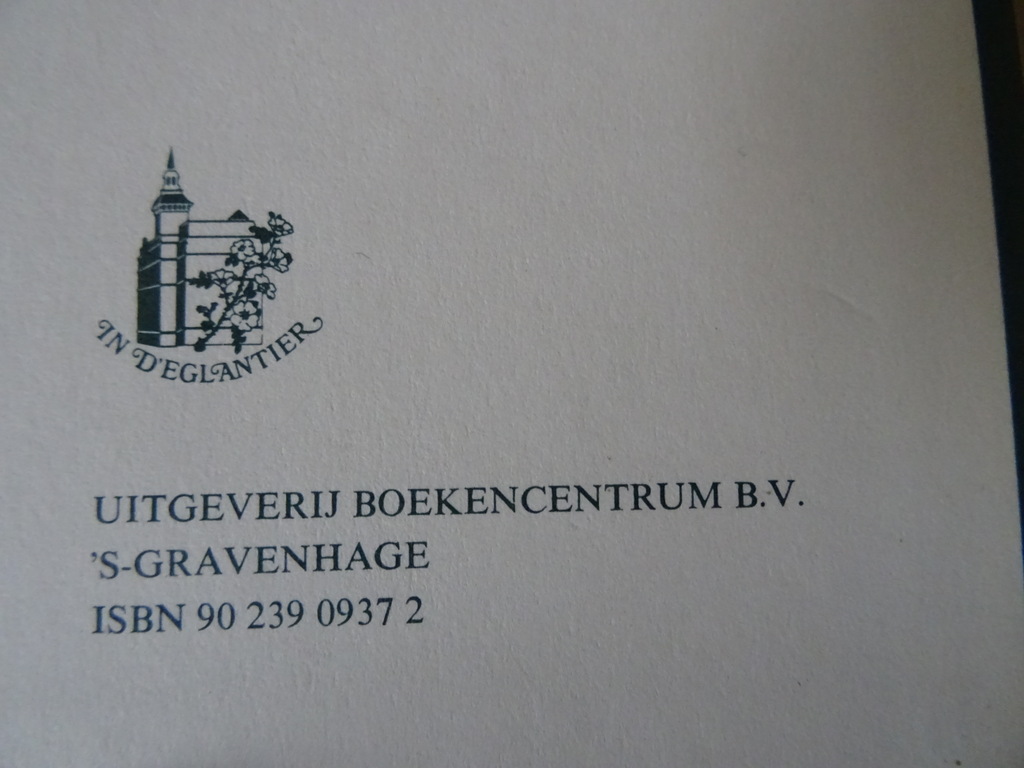 IN D'EGLANTIER
UITGEVERIJ BOEKENCENTRUM B.V.
'S-GRAVENHAGE
ISBN 90 239 0937 2